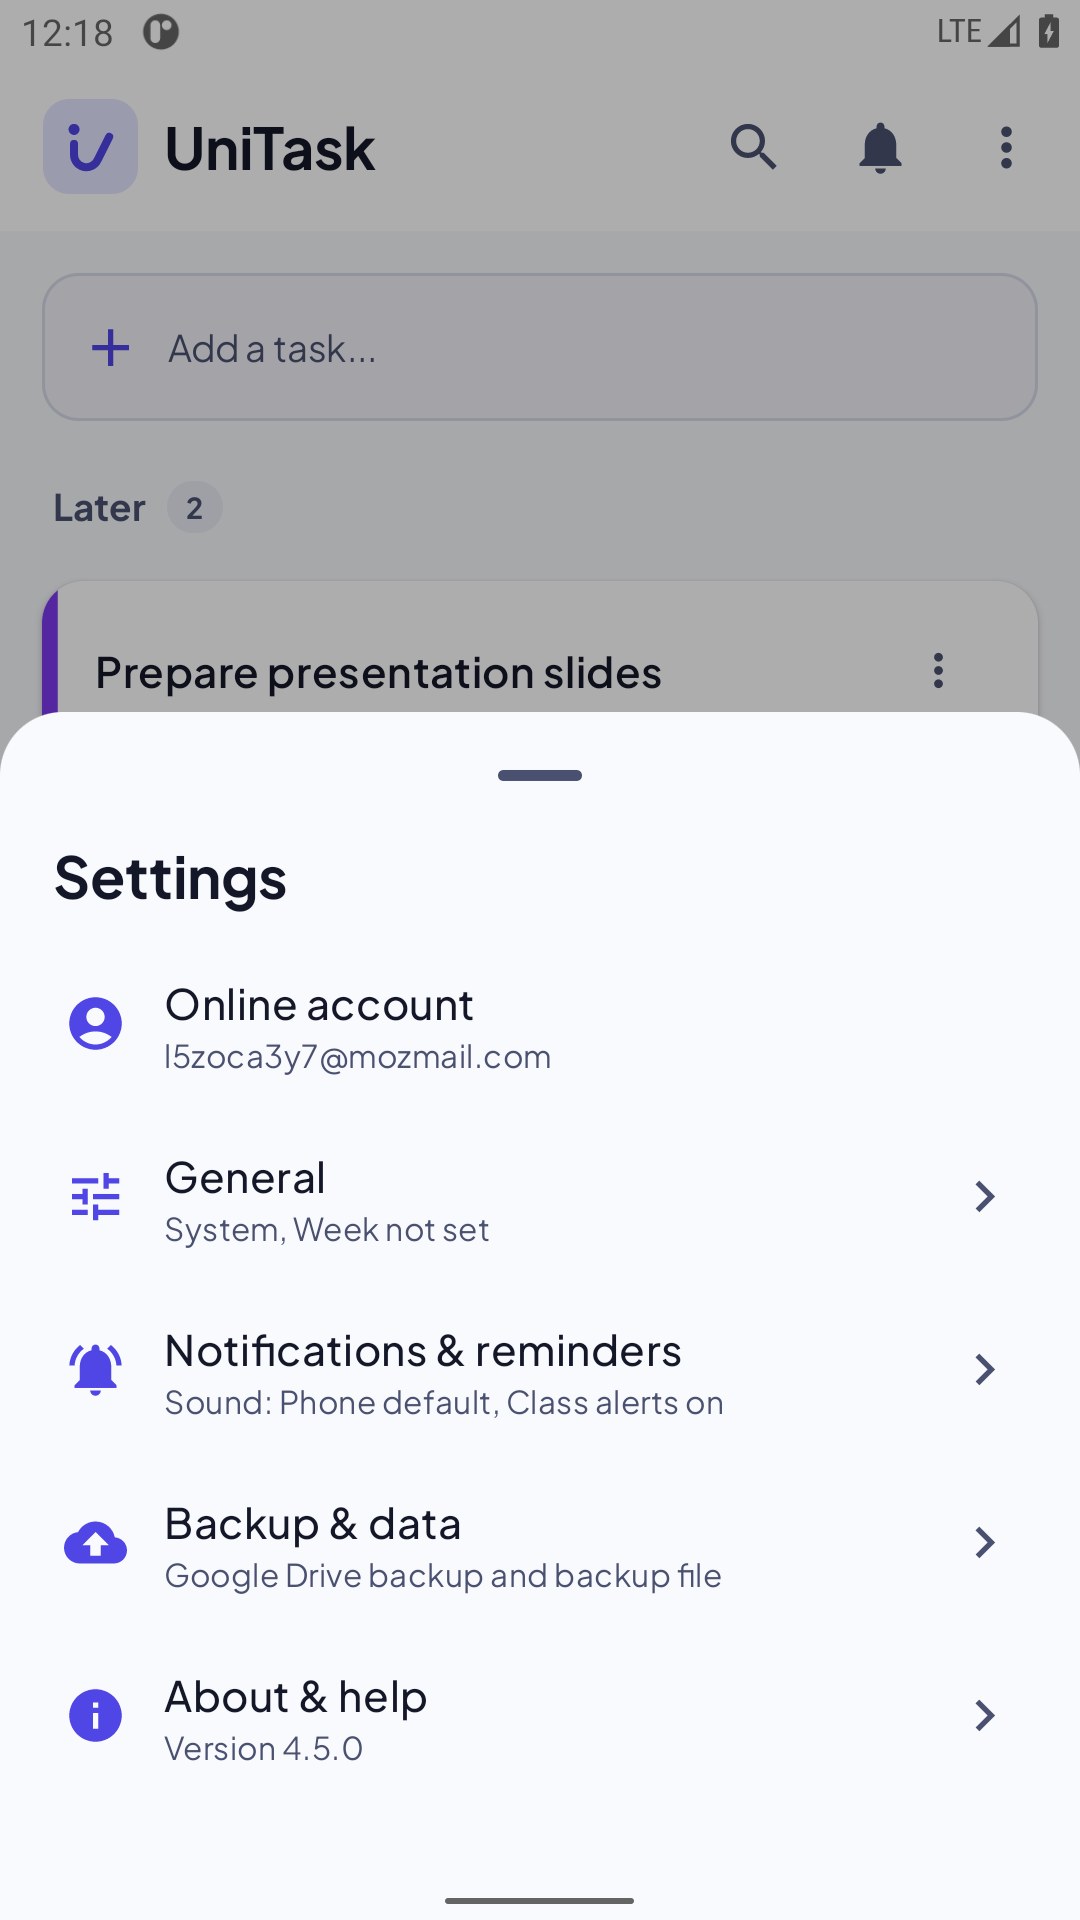 12:18
LTE
UniTask
Add a task...
Later 2
Prepare presentation slides
Settings
Online account
l5zoca3y7@mozmail.com
General
System, Week not set
Notifications & reminders
Sound: Phone default, Class alerts on
Backup & data
Google Drive backup and backup file
About & help
Version 4.5.0